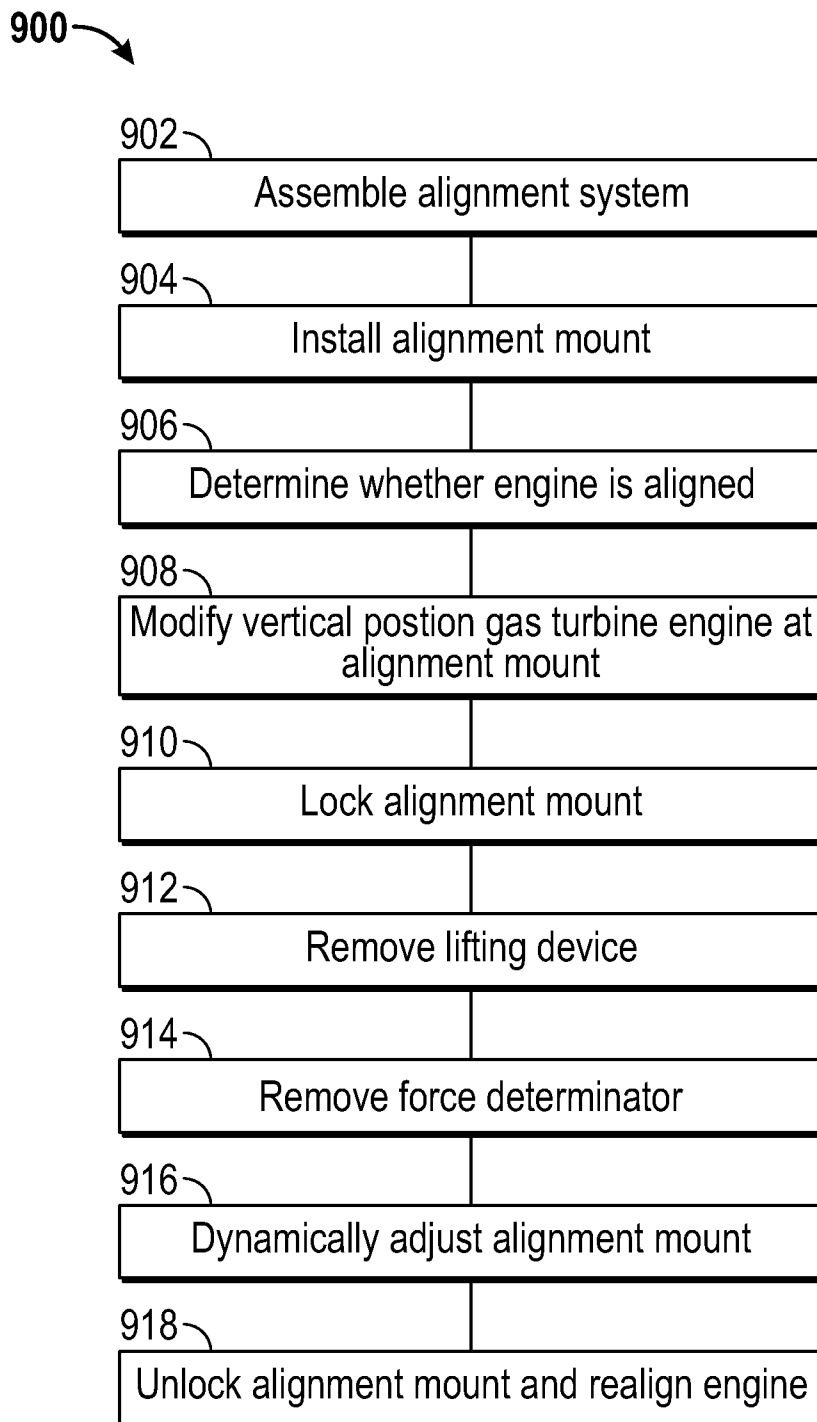 900
902
Assemble alignment system
904
Install alignment mount
906
Determine whether engine is aligned
908
Modify vertical postion gas turbine engine at
alignment mount
910
Lock alignment mount
912
Remove lifting device
914
Remove force determinator
916
Dynamically adjust alignment mount
918
Unlock alignment mount and realign engine